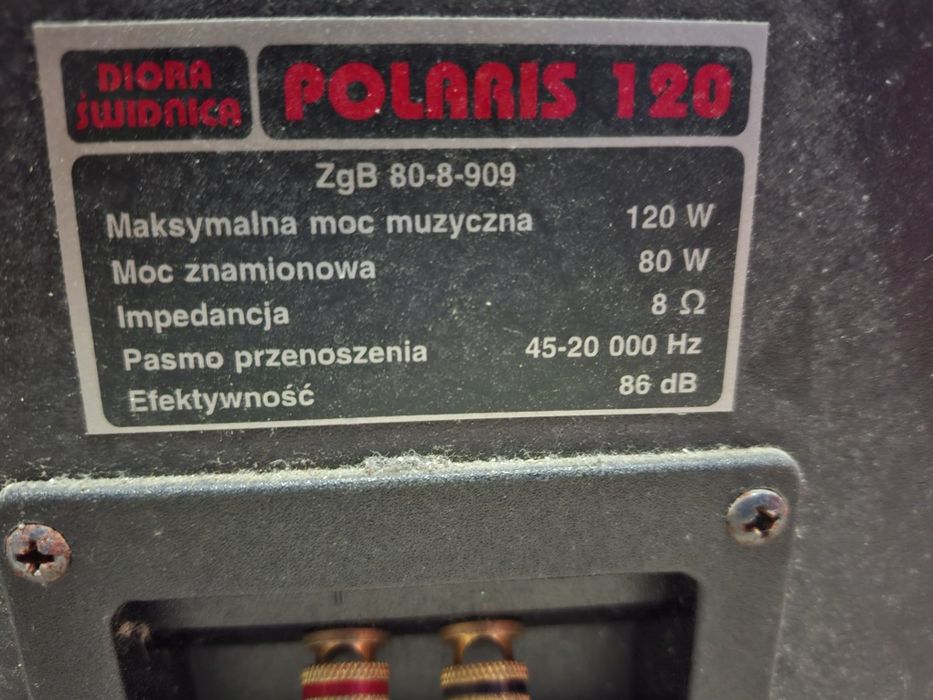 DIORA
ŚWIDNICA
POLARIS 120
ZgB 80-8-909
Maksymalna moc muzyczna 120 W
Moc znamionowa 80 W
Impedancja 8 Ω
Pasmo przenoszenia 45-20 000 Hz
Efektywność 86 dB